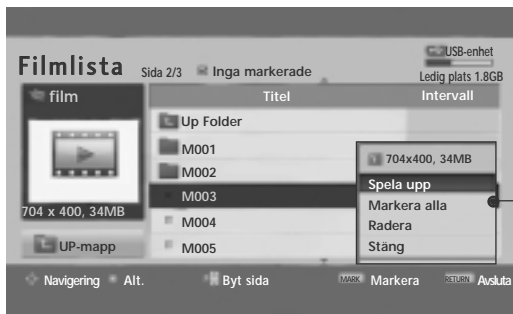 Filmlista
Sida 2/3
Inga markerade
USB-enhet
Ledig plats 1.8GB
film
Titel
Intervall
Up Folder
M001
M002
M003
M004
M005
704 x 400, 34MB
UP-mapp
704x400, 34MB
Spela upp
Markera alla
Radera
Stäng
Navigering
Alt.
Byt sida
MARK Markera
RETURN Avsluta